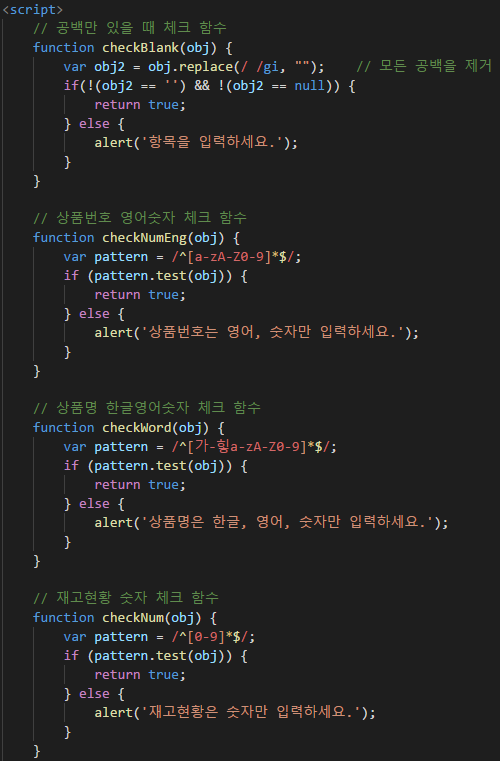 <script>
// 공백만 있을 때 체크 함수
function checkBlank(obj) {
var obj2 = obj.replace(/ /gi, ""); // 모든 공백을 제거
if(!(obj2 == '') && !(obj2 == null)) {
return true;
} else {
alert('항목을 입력하세요.');
}
}
// 상품번호 영어숫자 체크 함수
function checkNumEng(obj) {
var pattern = /^[a-zA-Z0-9]*$/;
if (pattern.test(obj)) {
return true;
} else {
alert('상품번호는 영어, 숫자만 입력하세요.');
}
}
// 상품명 한글영어숫자 체크 함수
function checkWord(obj) {
var pattern = /^[가-힣a-zA-Z0-9]*$/;
if (pattern.test(obj)) {
return true;
} else {
alert('상품명은 한글, 영어, 숫자만 입력하세요.');
}
}
// 재고현황 숫자 체크 함수
function checkNum(obj) {
var pattern = /^[0-9]*$/;
if (pattern.test(obj)) {
return true;
} else {
alert('재고현황은 숫자만 입력하세요.');
}
}